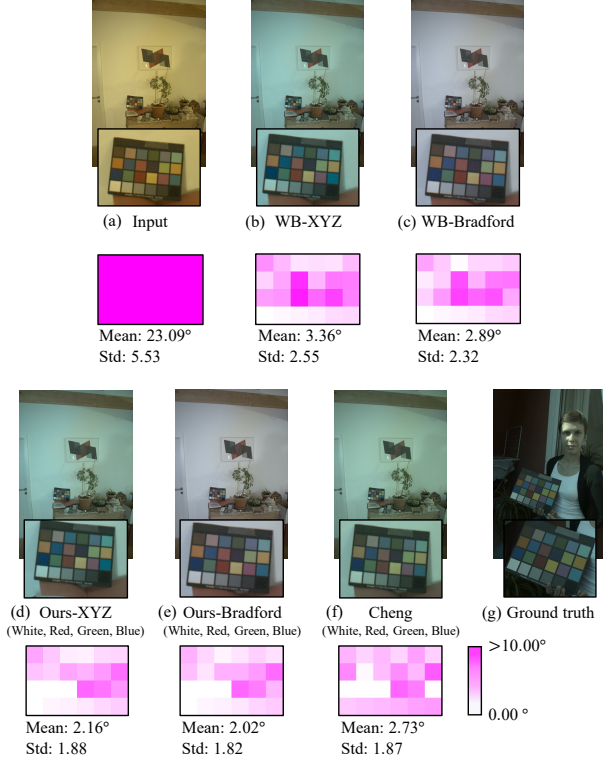 (a) Input
(b) WB-XYZ
(c) WB-Bradford
Mean: 23.09°
Std: 5.53
Mean: 3.36°
Std: 2.55
Mean: 2.89°
Std: 2.32
(d) Ours-XYZ
(White, Red, Green, Blue)
(e) Ours-Bradford
(White, Red, Green, Blue)
(f) Cheng
(White, Red, Green, Blue)
(g) Ground truth
Mean: 2.16°
Std: 1.88
Mean: 2.02°
Std: 1.82
Mean: 2.73°
Std: 1.87
>10.00°
0.00 °